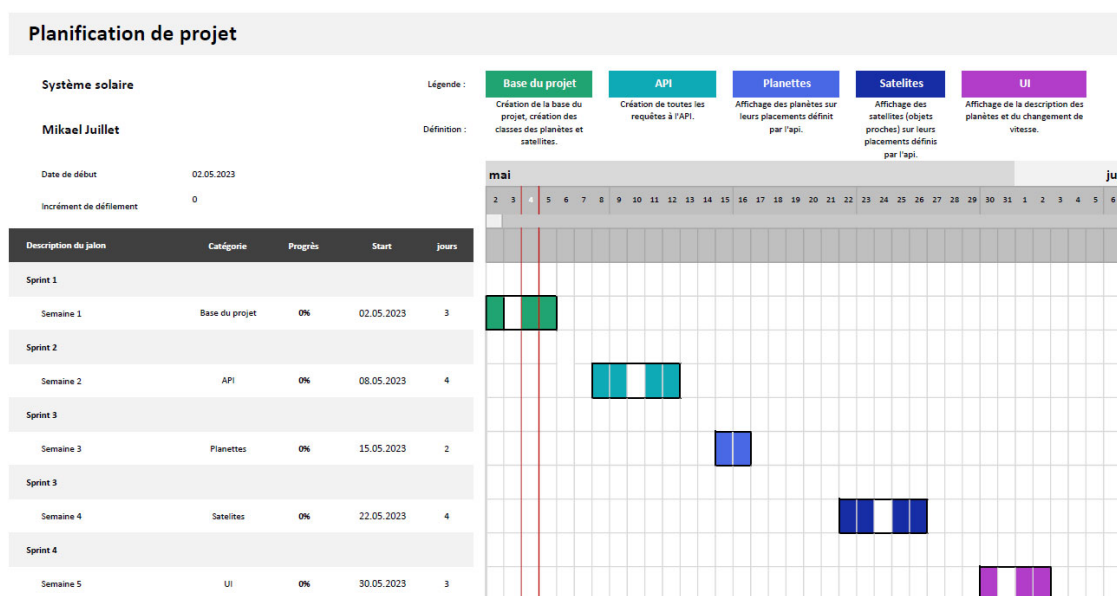 Planification de projet
Système solaire
Légende :
Base du projet
API
Planettes
Satelites
UI
Création de la base du
projet, création des
classes des planètes et
satellites.
Création de toutes les
requêtes à l'API.
Affichage des planètes sur
leurs placements définit
par l'api.
Affichage des
satellites (objets
proches) sur leurs
placements définis
par l'api.
Affichage de la description des
planètes et du changement de
vitesse.
Mikael Juillet
Définition :
Date de début 02.05.2023
Incrément de défilement 0
mai ju
2 3 4 5 6 7 8 9 10 11 12 13 14 15 16 17 18 19 20 21 22 23 24 25 26 27 28 29 30 31 1 2 3 4 5 6
Description du jalon Catégorie Progrès Start jours
Sprint 1
Semaine 1 Base du projet 0% 02.05.2023 3
Sprint 2
Semaine 2 API 0% 08.05.2023 4
Sprint 3
Semaine 3 Planettes 0% 15.05.2023 2
Sprint 3
Semaine 4 Satelites 0% 22.05.2023 4
Sprint 4
Semaine 5 UI 0% 30.05.2023 3